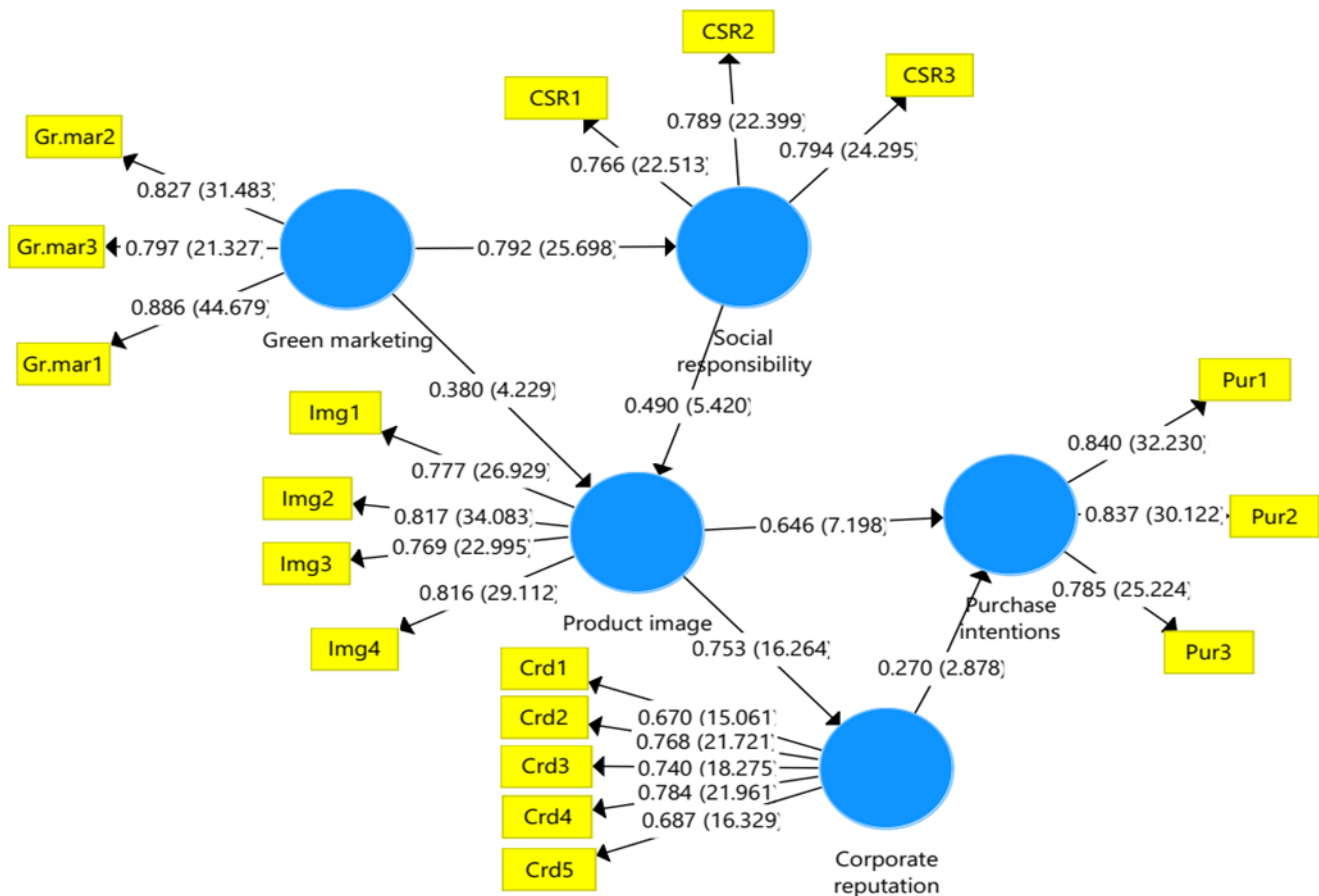 CSR2
CSR3
CSR1
Gr.mar2
0.789 (22.399)
0.794 (24.295)
0.766 (22.513)
0.827 (31.483)
Gr.mar3
0.797 (21.327)
0.792 (25.698)
0.886 (44.679)
Gr.mar1
Green marketing
Social
responsibility
0.380 (4.229)
0.490 (5.420)
Pur1
Img1
0.840 (32.230)
0.777 (26.929)
Img2
0.817 (34.083)
0.646 (7.198)
0.837 (30.122)
Pur2
Img3
0.769 (22.995)
0.816 (29.112)
0.785 (25.224)
Product image
Purchase
intentions
Img4
0.753 (16.264)
Pur3
Crd1
0.270 (2.878)
0.670 (15.061)
Crd2
0.768 (21.721)
Crd3
0.740 (18.275)
0.784 (21.961)
Crd4
0.687 (16.329)
Crd5
Corporate
reputation